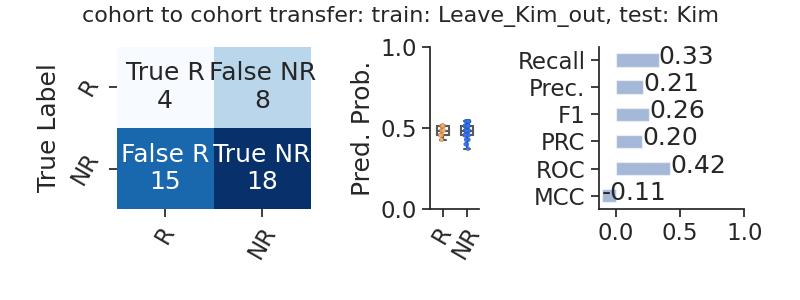 cohort to cohort transfer: train: Leave_Kim_out, test: Kim
True Label
R
NR
True R
4
False NR
8
False R
15
True NR
18
R
NR
Pred. Prob.
1.0
0.5
0.0
R
NR
Recall
0.33
Prec.
0.21
F1
0.26
PRC
0.20
ROC
0.42
MCC
-0.11
0.0
0.5
1.0